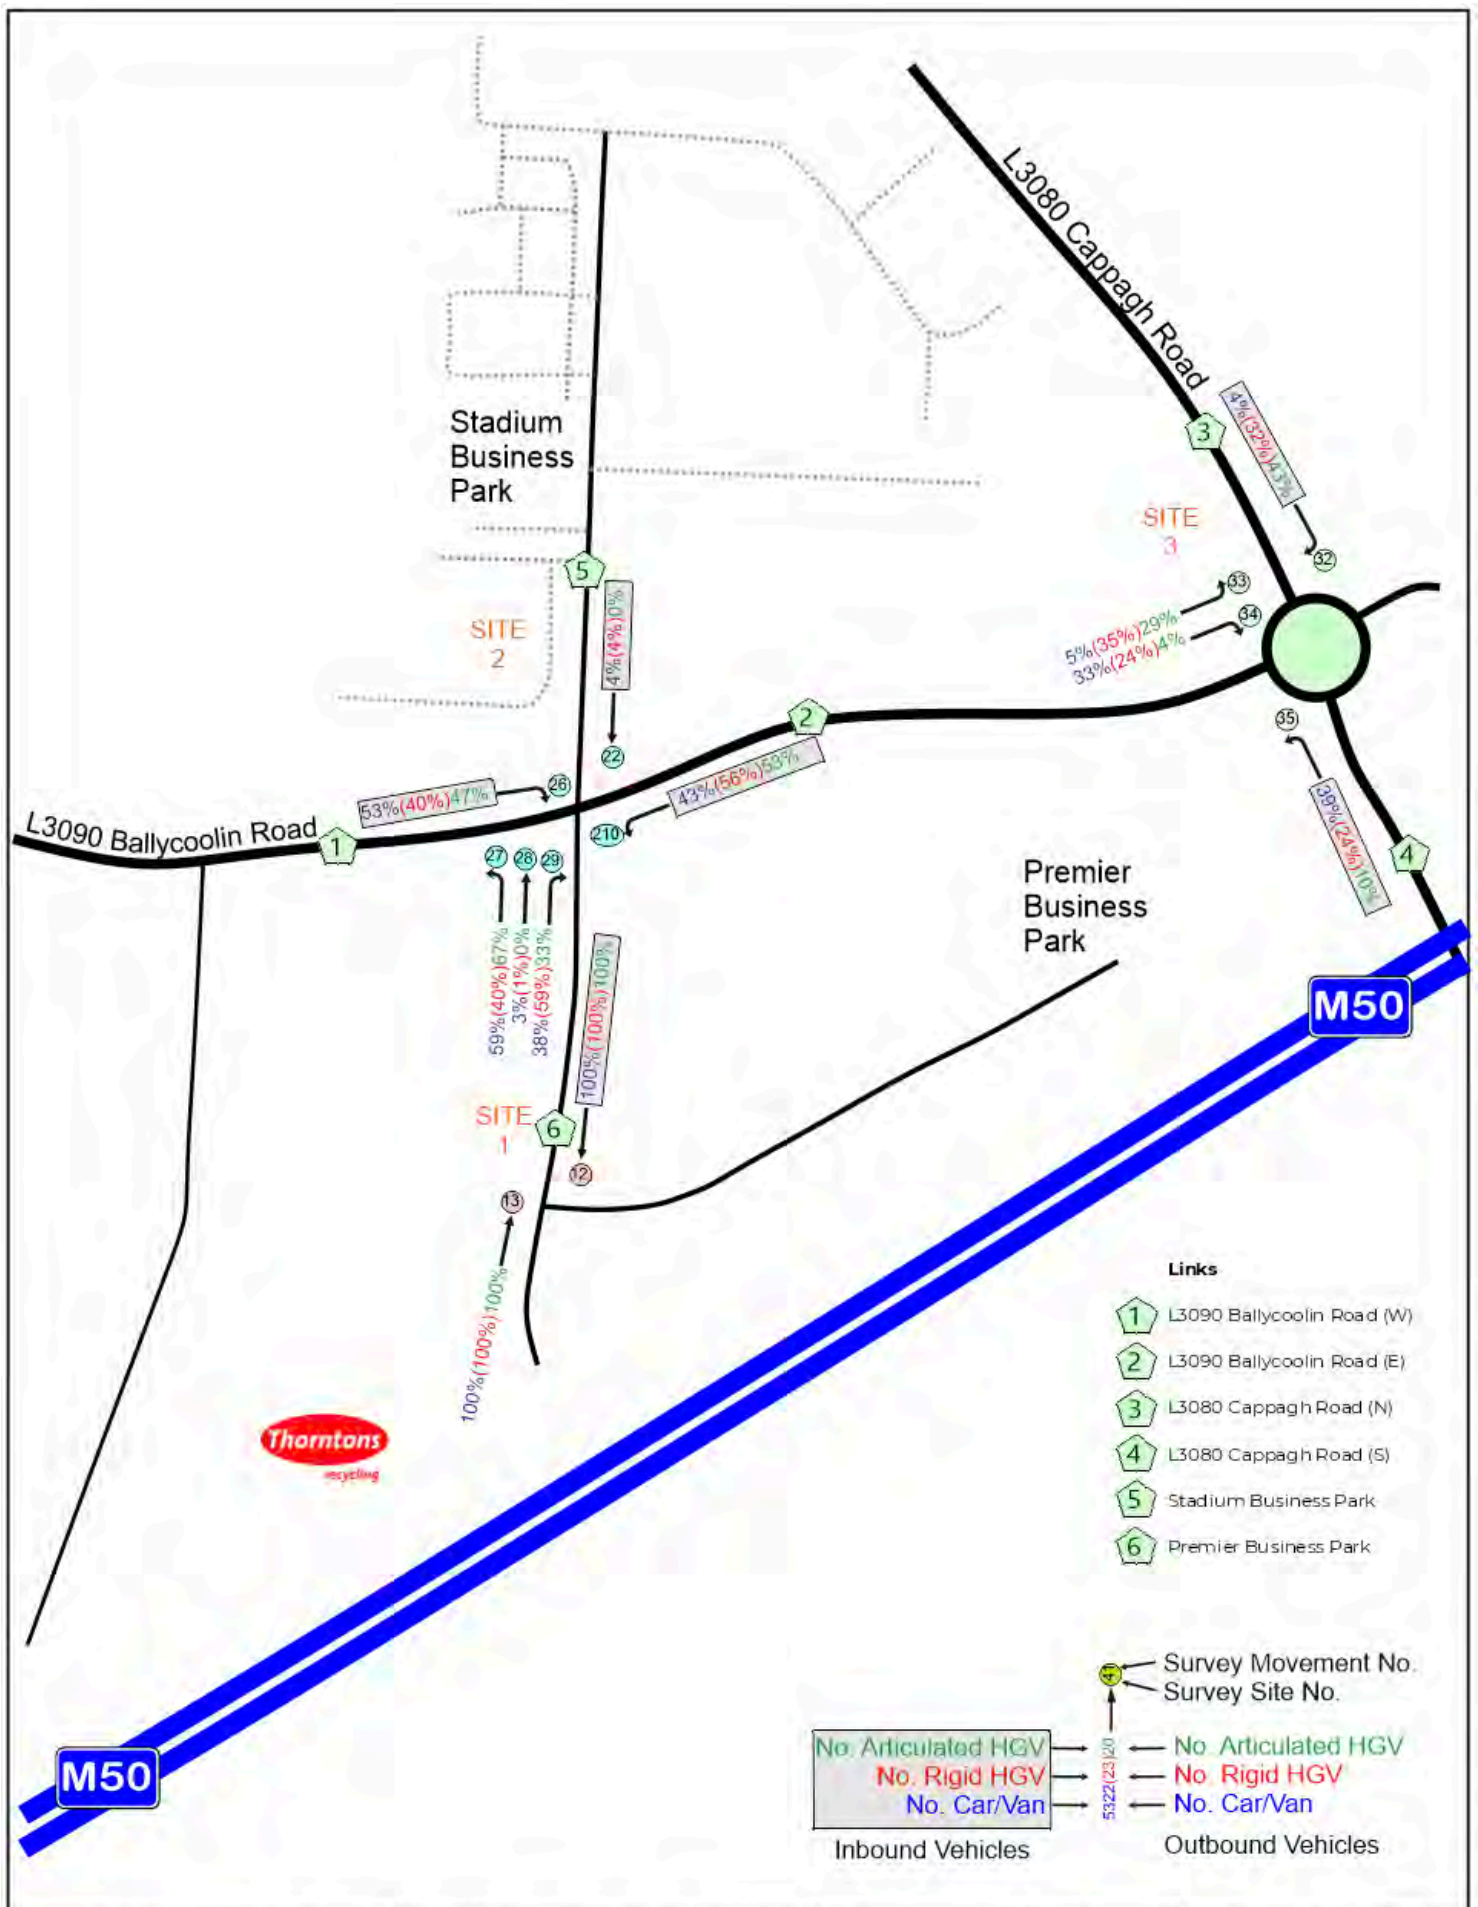 L3080 Cappagh Road
3
4%(32%)43%
Stadium
Business
Park
SITE
3
32
5
33
34
5%(35%)29%
33%(24%)4%
4%(4%)0%
SITE
2
35
2
22
43%(56%)53%
26
53%(40%)47%
210
L3090 Ballycoolin Road
1
39%(24%)10%
4
27
28
29
59%(40%)67%
3%(1%)0%
38%(59%)33%
100%(100%)100%
Premier
Business
Park
M50
SITE
1
6
12
13
100%(100%)100%
Thorntons
recycling
Links
1 L3090 Ballycoolin Road (W)
2 L3090 Ballycoolin Road (E)
3 L3080 Cappagh Road (N)
4 L3080 Cappagh Road (S)
5 Stadium Business Park
6 Premier Business Park
M50
41
Survey Movement No.
Survey Site No.
No. Articulated HGV
No. Rigid HGV
No. Car/Van
5322(23)20
No. Articulated HGV
No. Rigid HGV
No. Car/Van
Inbound Vehicles
Outbound Vehicles